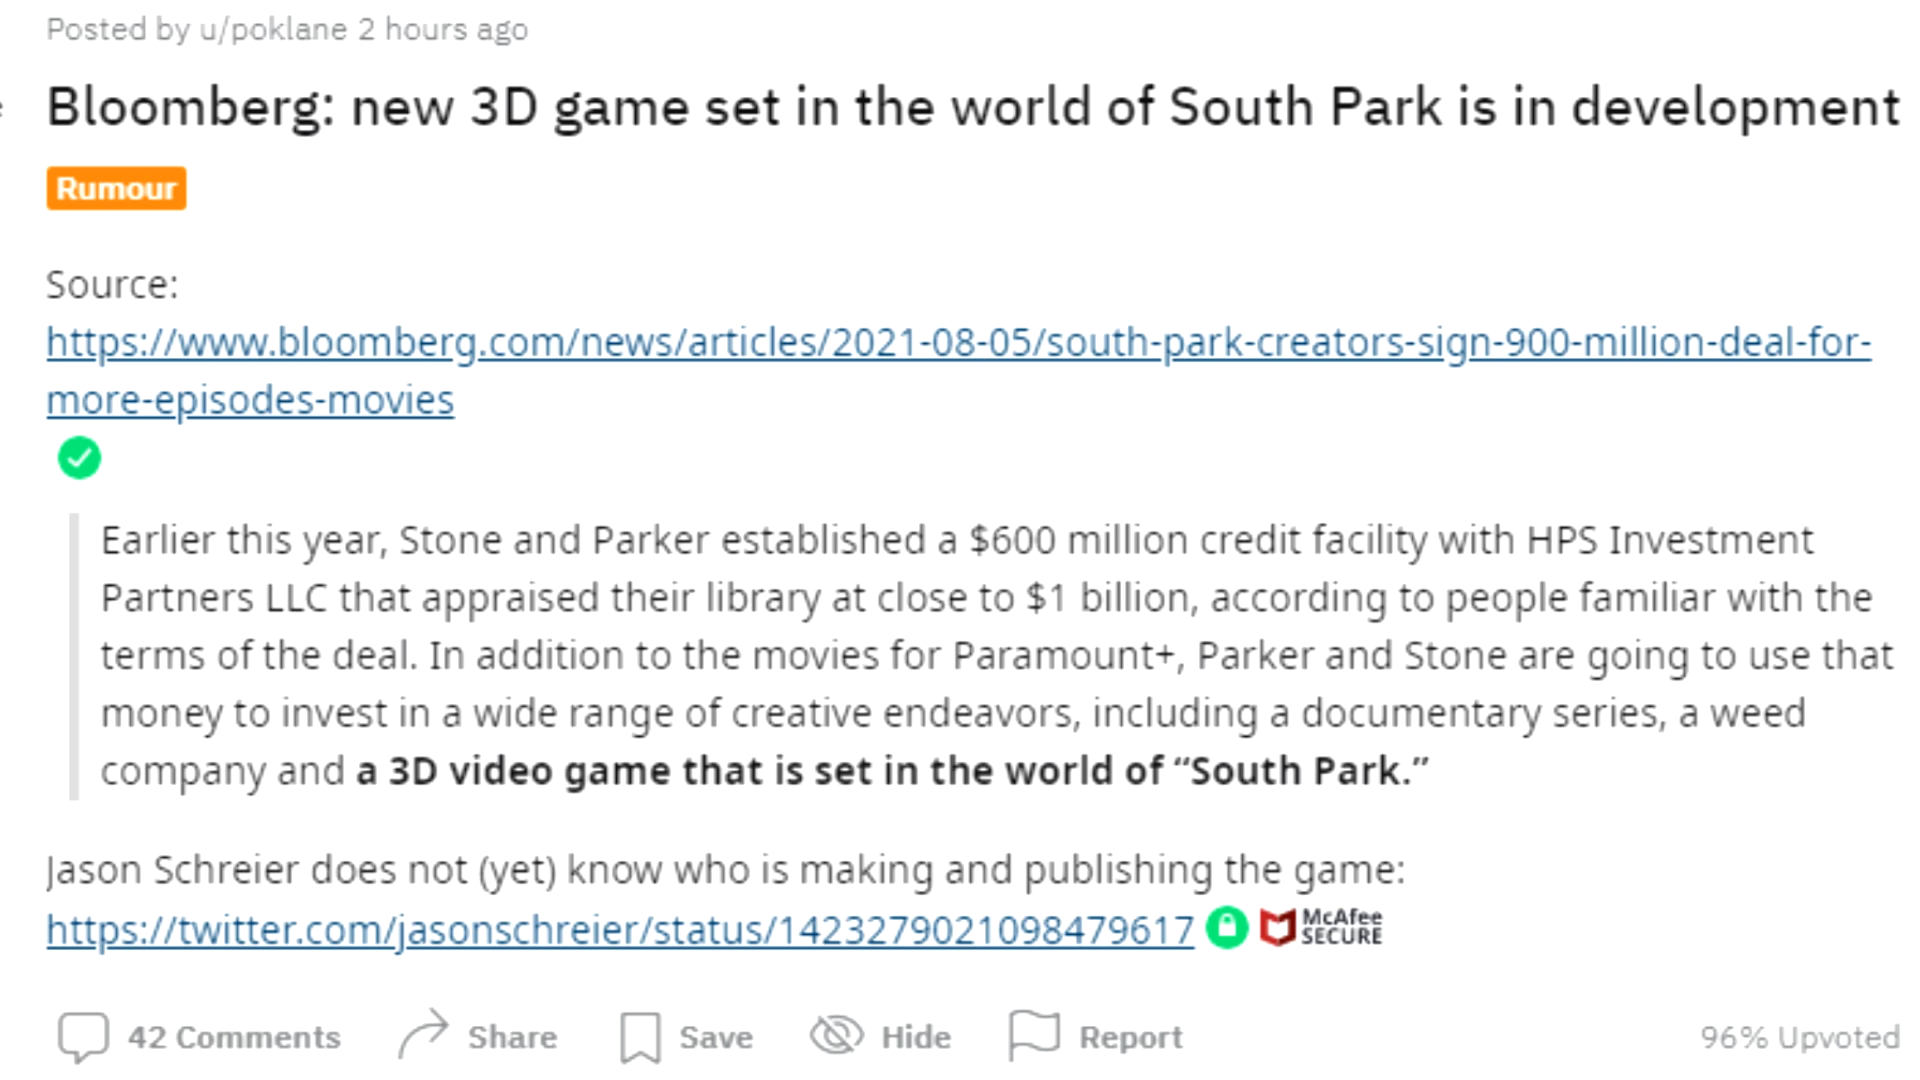 Posted by u/poklane 2 hours ago
Bloomberg: new 3D game set in the world of South Park is in development
Rumour
Source:
https://www.bloomberg.com/news/articles/2021-08-05/south-park-creators-sign-900-million-deal-for-
more-episodes-movies
Earlier this year, Stone and Parker established a $600 million credit facility with HPS Investment
Partners LLC that appraised their library at close to $1 billion, according to people familiar with the
terms of the deal. In addition to the movies for Paramount+, Parker and Stone are going to use that
money to invest in a wide range of creative endeavors, including a documentary series, a weed
company and a 3D video game that is set in the world of “South Park.”
Jason Schreier does not (yet) know who is making and publishing the game:
https://twitter.com/jasonschreier/status/1423279021098479617 McAfee
SECURE
42 Comments Share Save Hide Report 96% Upvoted